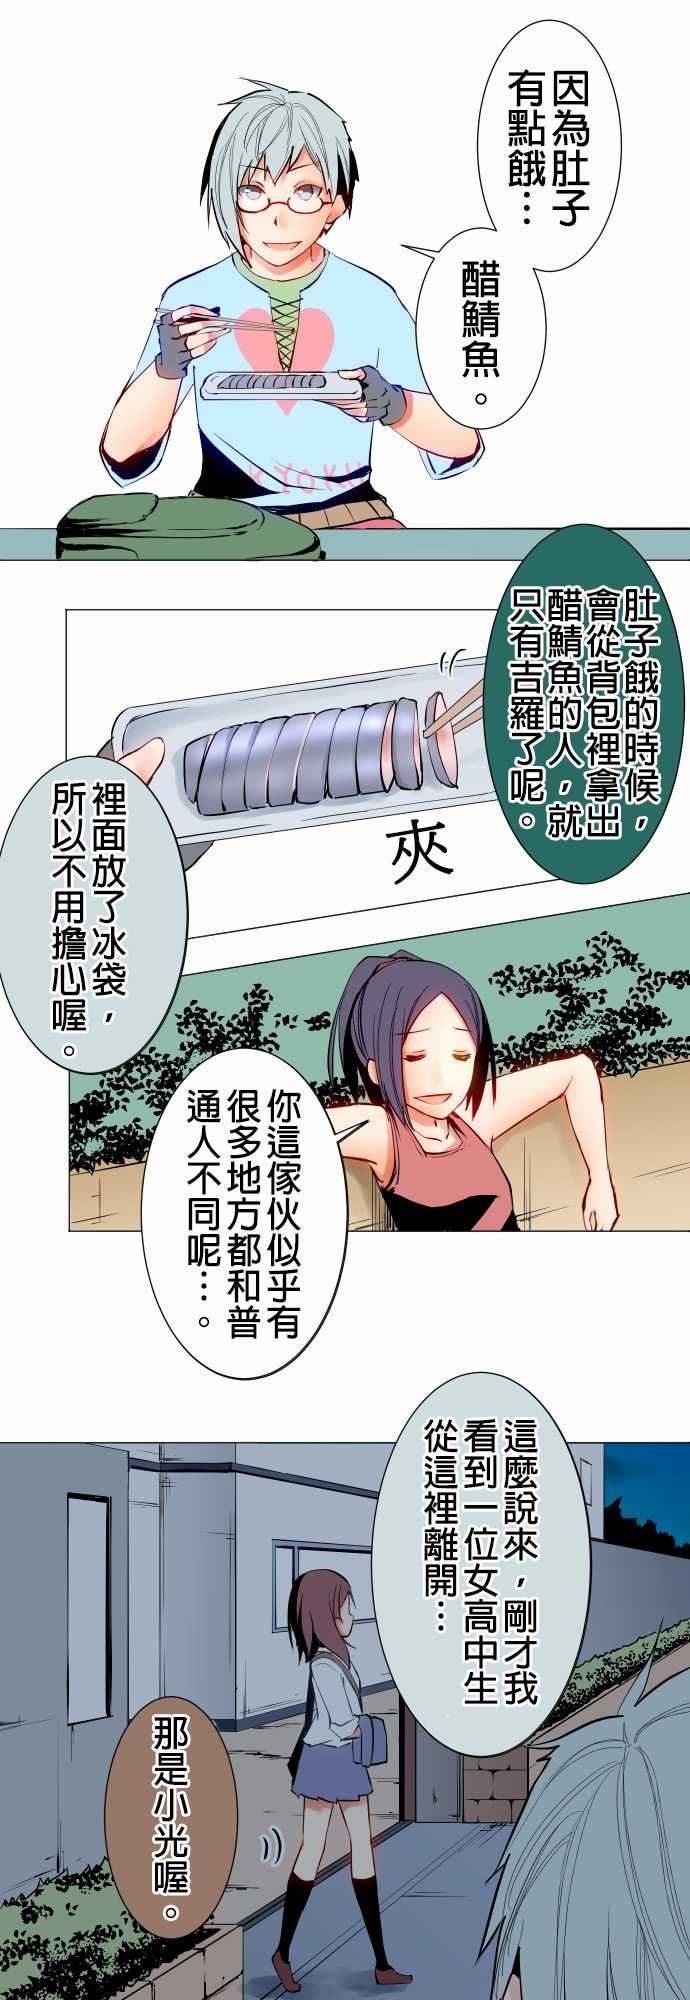 因為肚子
有點餓…
醋鯖魚。
KYOKU
肚子餓的時候，
會從背包裡拿出
醋鯖魚的人，就
只有吉羅了呢。
夾
裡面放了冰袋，
所以不用擔心喔。
你這傢伙似乎有
很多地方都和普
通人不同呢…。
這麼說來，剛才我
看到一位女高中生
從這裡離開…
那是小光喔。